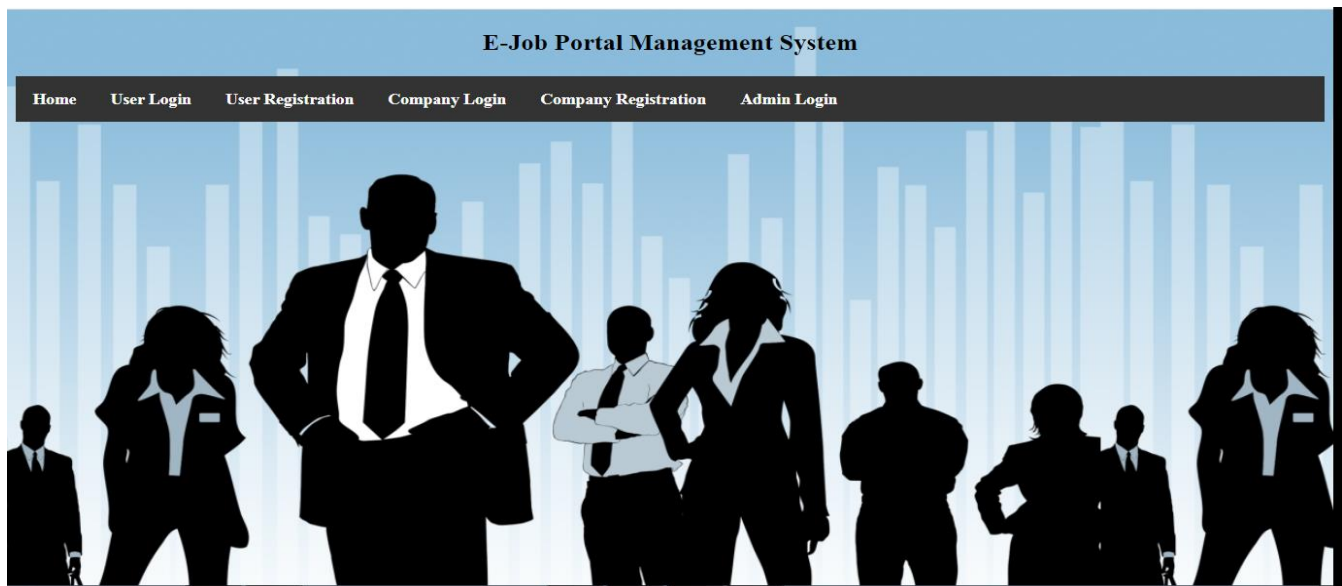 E-Job Portal Management System
Home User Login User Registration Company Login Company Registration Admin Login